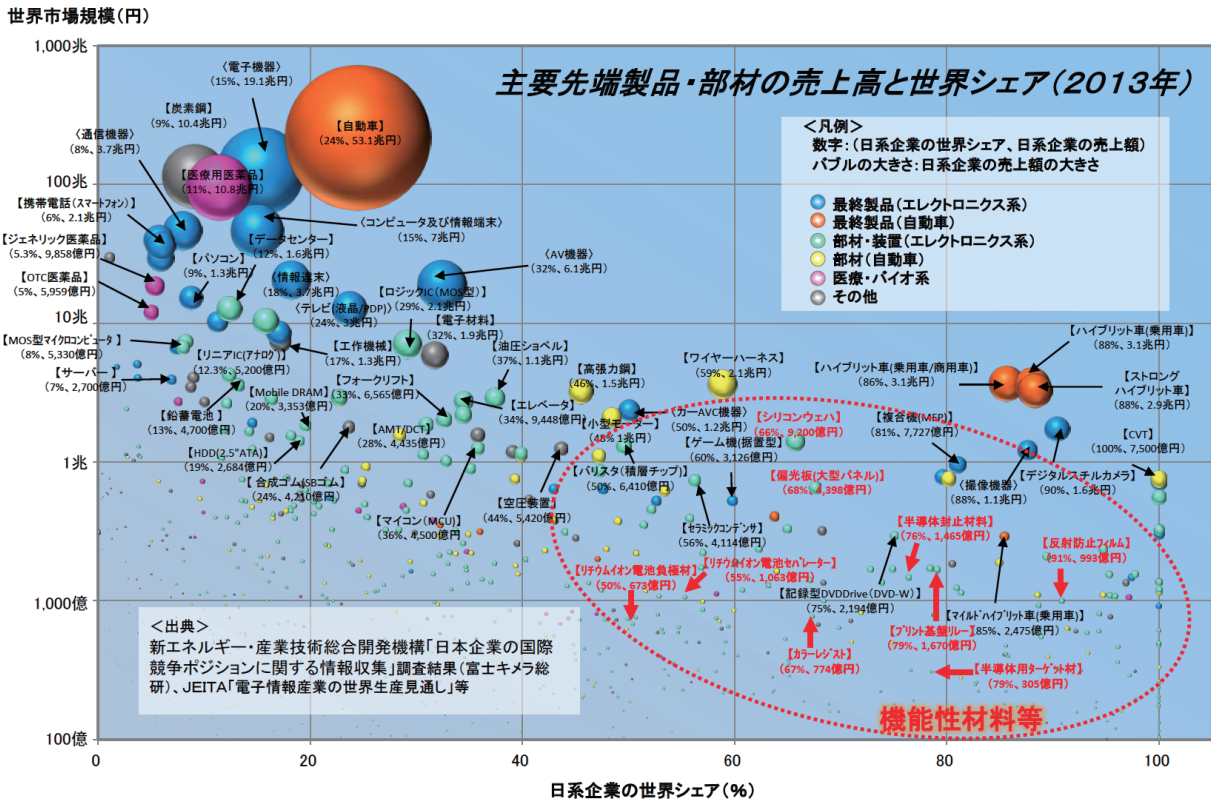 世界市場規模(円)
主要先端製品・部材の売上高と世界シェア(2013年)
1,000兆
100兆
10兆
1兆
1,000億
100億
<凡例>
数字:(日系企業の世界シェア、日系企業の売上額)
バブルの大きさ:日系企業の売上額の大きさ
最終製品(エレクトロニクス系)
最終製品(自動車)
部材・装置(エレクトロニクス系)
部材(自動車)
医療・バイオ系
その他
〈電子機器〉
(15%、19.1兆円)
【炭素鋼】
(9%、10.4兆円)
〈通信機器〉
(8%、3.7兆円)
【自動車】
(24%、53.1兆円)
【医療用医薬品】
(11%、10.8兆円)
【携帯電話(スマートフォン)】
(6%、2.1兆円)
〈コンピュータ及び情報端末〉
(15%、7兆円)
【ジェネリック医薬品】
(5.3%、9,858億円)
【データセンター】
(12%、1.6兆円)
【パソコン】
(9%、1.3兆円)
〈AV機器〉
(32%、6.1兆円)
【OTC医薬品】
(5%、5,959億円)
〈情報端末〉
(18%、3.7兆円)
【ロジックIC(MOS型)】
(29%、2.1兆円)
〈テレビ(液晶/PDP)〉
(24%、3兆円)
【電子材料】
(32%、1.9兆円)
【MOS型マイクロコンピュータ】
(8%、5,330億円)
【リニアIC(アナログ)】
(12.3%、5,200億円)
【工作機械】
(17%、1.3兆円)
【油圧ショベル】
(37%、1.1兆円)
【サーバー】
(7%、2,700億円)
【Mobile DRAM】
(20%、3,353億円)
【フォークリフト】
(33%、6,565億円)
【高張力鋼】
(46%、1.5兆円)
【ワイヤーハーネス】
(59%、2.1兆円)
【ハイブリット車(乗用車)】
(88%、3.1兆円)
【ハイブリット車(乗用車/商用車)】
(86%、3.1兆円)
【ストロング
ハイブリット車】
(88%、2.9兆円)
【鉛蓄電池】
(13%、4,700億円)
【AMT/DCT】
(28%、4,435億円)
【エレベータ】
(34%、9,448億円)
【小型モーター】
(48%、1兆円)
〈カーAVC機器〉
(50%、1.2兆円)
【シリコンウェハ】
(66%、9,200億円)
【複合機(MFP)】
(81%、7,727億円)
【CVT】
(100%、7,500億円)
【HDD(2.5"ATA)】
(19%、2,684億円)
【ゲーム機(据置型)】
(60%、3,126億円)
【バリスタ(積層チップ)】
(50%、6,410億円)
【偏光板(大型パネル)】
(68%、4,398億円)
〈撮像機器〉
(88%、1.1兆円)
【デジタルスチルカメラ】
(90%、1.6兆円)
【合成ゴム(SBゴム】
(24%、4,210億円)
【マイコン(MCU)】
(36%、4,500億円)
【空圧装置】
(44%、5,420億円)
【セラミックコンデンサ】
(56%、4,114億円)
【半導体封止材料】
(76%、1,465億円)
【反射防止フィルム】
(91%、993億円)
【リチウムイオン電池負極材】
(50%、673億円)
【リチウムイオン電池セパレーター】
(55%、1,063億円)
【記録型DVDDrive(DVD-W)】
(75%、2,194億円)
【マイルドハイブリット車(乗用車)】
(85%、2,475億円)
【プリント基盤リレー】
(79%、1,670億円)
【カラーレジスト】
(67%、774億円)
【半導体用ターゲット材】
(79%、305億円)
機能性材料等
<出典>
新エネルギー・産業技術総合開発機構「日本企業の国際
競争ポジションに関する情報収集」調査結果(富士キメラ総
研)、JEITA「電子情報産業の世界生産見通し」等
0
20
40
60
80
100
日系企業の世界シェア(%)